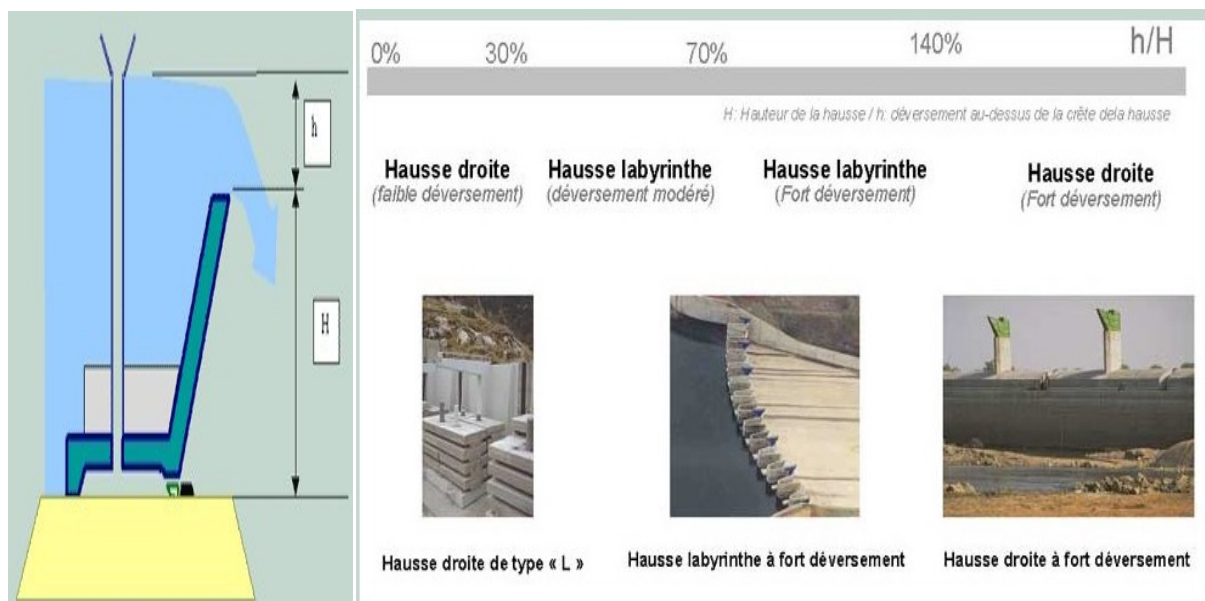 h
H
0% 30% 70% 140% h/H
H: Hauteur de la hausse / h: déversement au-dessus de la crête dela hausse
Hausse droite
(faible déversement)
Hausse labyrinthe
(déversement modéré)
Hausse labyrinthe
(Fort déversement)
Hausse droite
(Fort déversement)
Hausse droite de type « L »
Hausse labyrinthe à fort déversement
Hausse droite à fort déversement